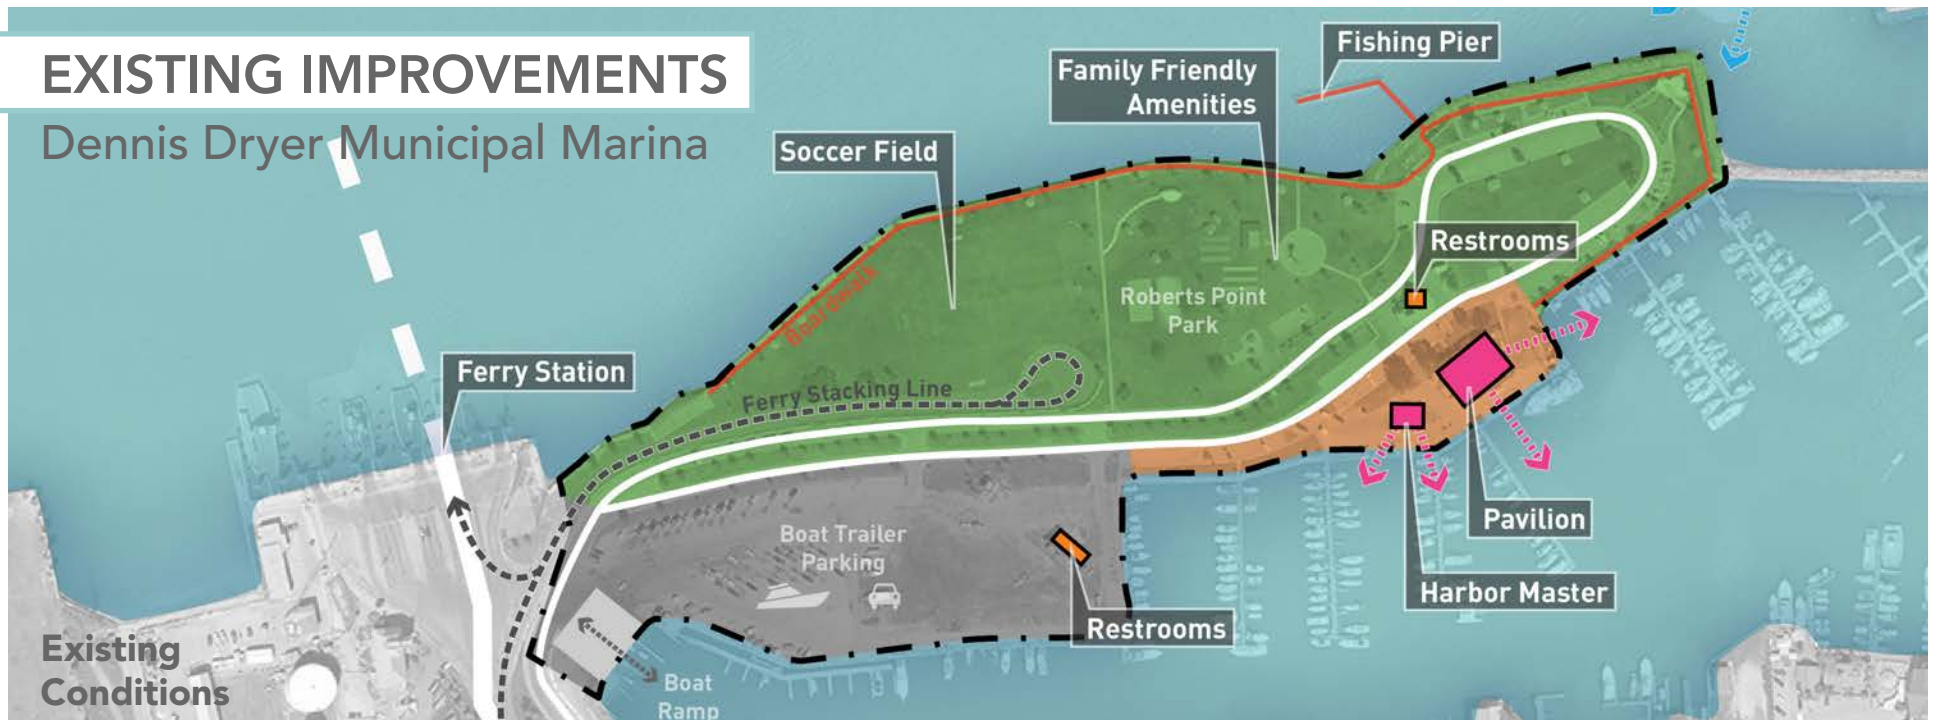 EXISTING IMPROVEMENTS
Dennis Dryer Municipal Marina
Fishing Pier
Family Friendly
Amenities
Soccer Field
Restrooms
Boardwalk
Roberts Point
Park
Ferry Station
Ferry Stacking Line
Pavilion
Boat Trailer
Parking
Harbor Master
Restrooms
Existing
Conditions
Boat
Ramp